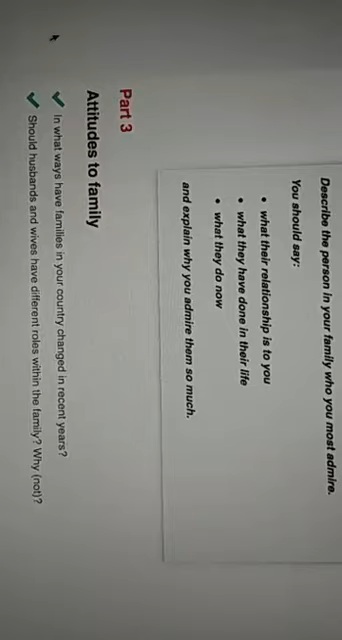 Describe the person in your family who you most admire.
You should say:
• what their relationship is to you
• what they have done in their life
• what they do now
and explain why you admire them so much.
Part 3
Attitudes to family
✔ In what ways have families in your country changed in recent years?
✔ Should husbands and wives have different roles within the family? Why (not)?